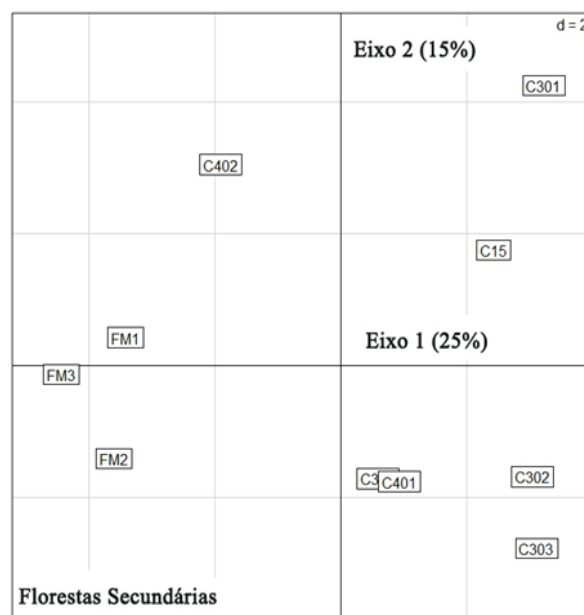 d = 2
Eixo 2 (15%)
C301
C402
C15
FM1
Eixo 1 (25%)
FM3
FM2
C401
C302
C303
Florestas Secundárias